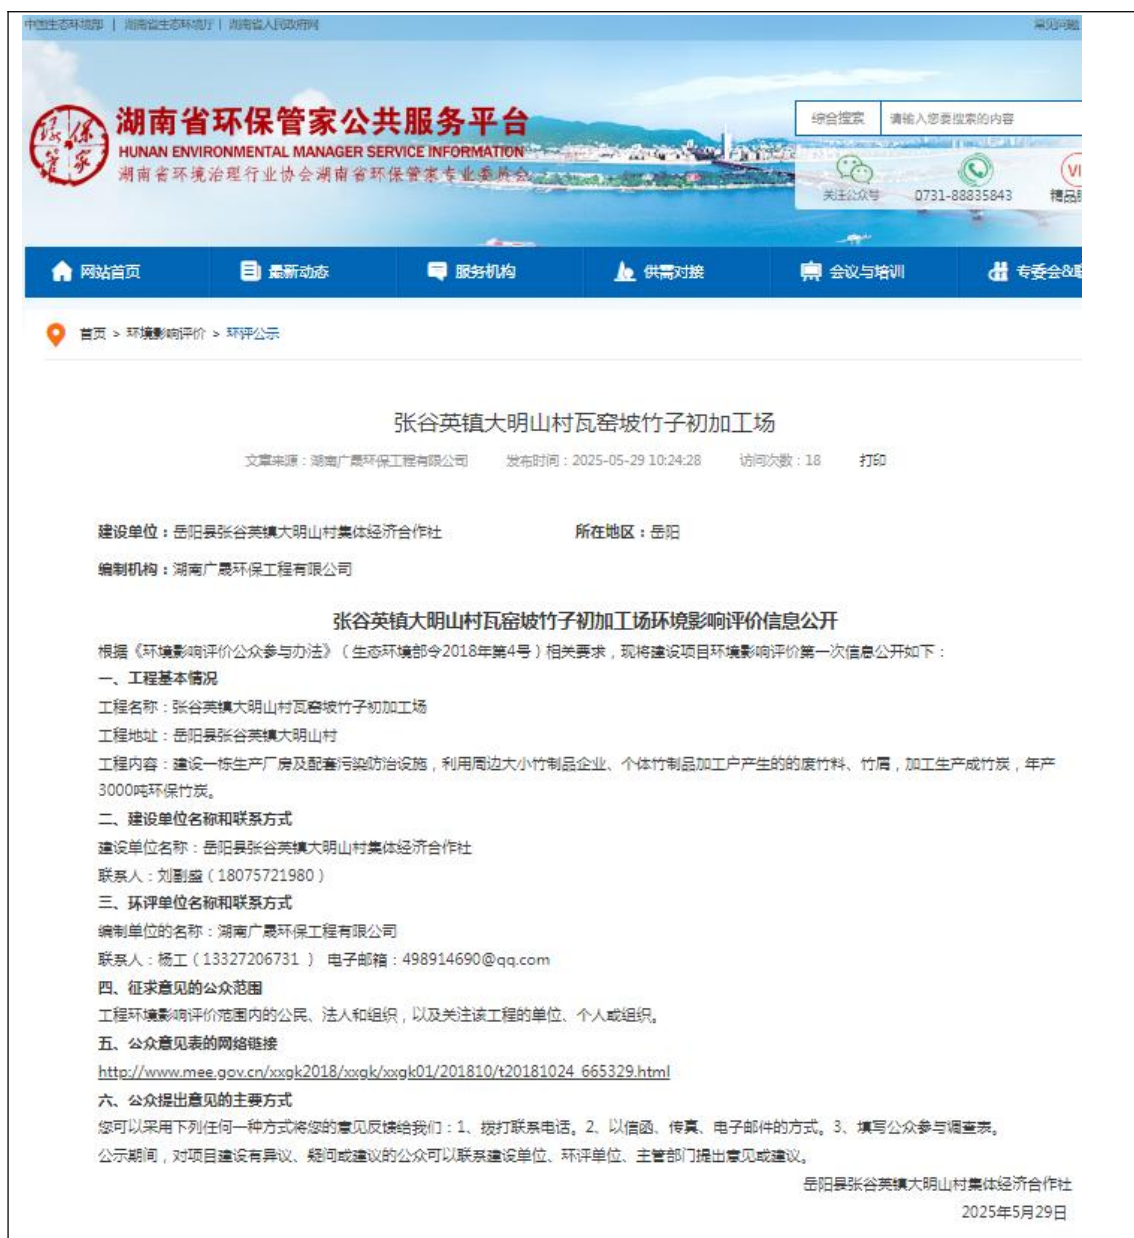 中国生态环境部 | 湖南省生态环境厅 | 湖南省人民政府网
常见问题
环保管家
湖南省环保管家公共服务平台
HUNAN ENVIRONMENTAL MANAGER SERVICE INFORMATION
湖南省环境治理行业协会湖南省环保管家专业委员会
综合搜索 请输入您要搜索的内容
VI
关注公众号 0731-88835843 精品
网站首页 最新动态 服务机构 供需对接 会议与培训 专委会&
首页 > 环境影响评价 > 环评公示
张谷英镇大明山村瓦窑坡竹子初加工场
文章来源：湖南广晟环保工程有限公司 发布时间：2025-05-29 10:24:28 访问次数：18 打印
建设单位：岳阳县张谷英镇大明山村集体经济合作社 所在地区：岳阳
编制机构：湖南广晟环保工程有限公司
张谷英镇大明山村瓦窑坡竹子初加工场环境影响评价信息公开
根据《环境影响评价公众参与办法》（生态环境部令2018年第4号）相关要求，现将建设项目环境影响评价第一次信息公开如下：
一、工程基本情况
工程名称：张谷英镇大明山村瓦窑坡竹子初加工场
工程地址：岳阳县张谷英镇大明山村
工程内容：建设一栋生产厂房及配套污染防治设施，利用周边大小竹制品企业、个体竹制品加工户产生的的废竹料、竹屑，加工生产成竹炭，年产
3000吨环保竹炭。
二、建设单位名称和联系方式
建设单位名称：岳阳县张谷英镇大明山村集体经济合作社
联系人：刘副盛（18075721980）
三、环评单位名称和联系方式
编制单位的名称：湖南广晟环保工程有限公司
联系人：杨工（13327206731 ） 电子邮箱：498914690@qq.com
四、征求意见的公众范围
工程环境影响评价范围内的公民、法人和组织，以及关注该工程的单位、个人或组织。
五、公众意见表的网络链接
http://www.mee.gov.cn/xxgk2018/xxgk/xxgk01/201810/t20181024_665329.html
六、公众提出意见的主要方式
您可以采用下列任何一种方式将您的意见反馈给我们：1、拨打联系电话。2、以信函、传真、电子邮件的方式。3、填写公众参与调查表。
公示期间，对项目建设有异议、疑问或建议的公众可以联系建设单位、环评单位、主管部门提出意见或建议。
岳阳县张谷英镇大明山村集体经济合作社
2025年5月29日